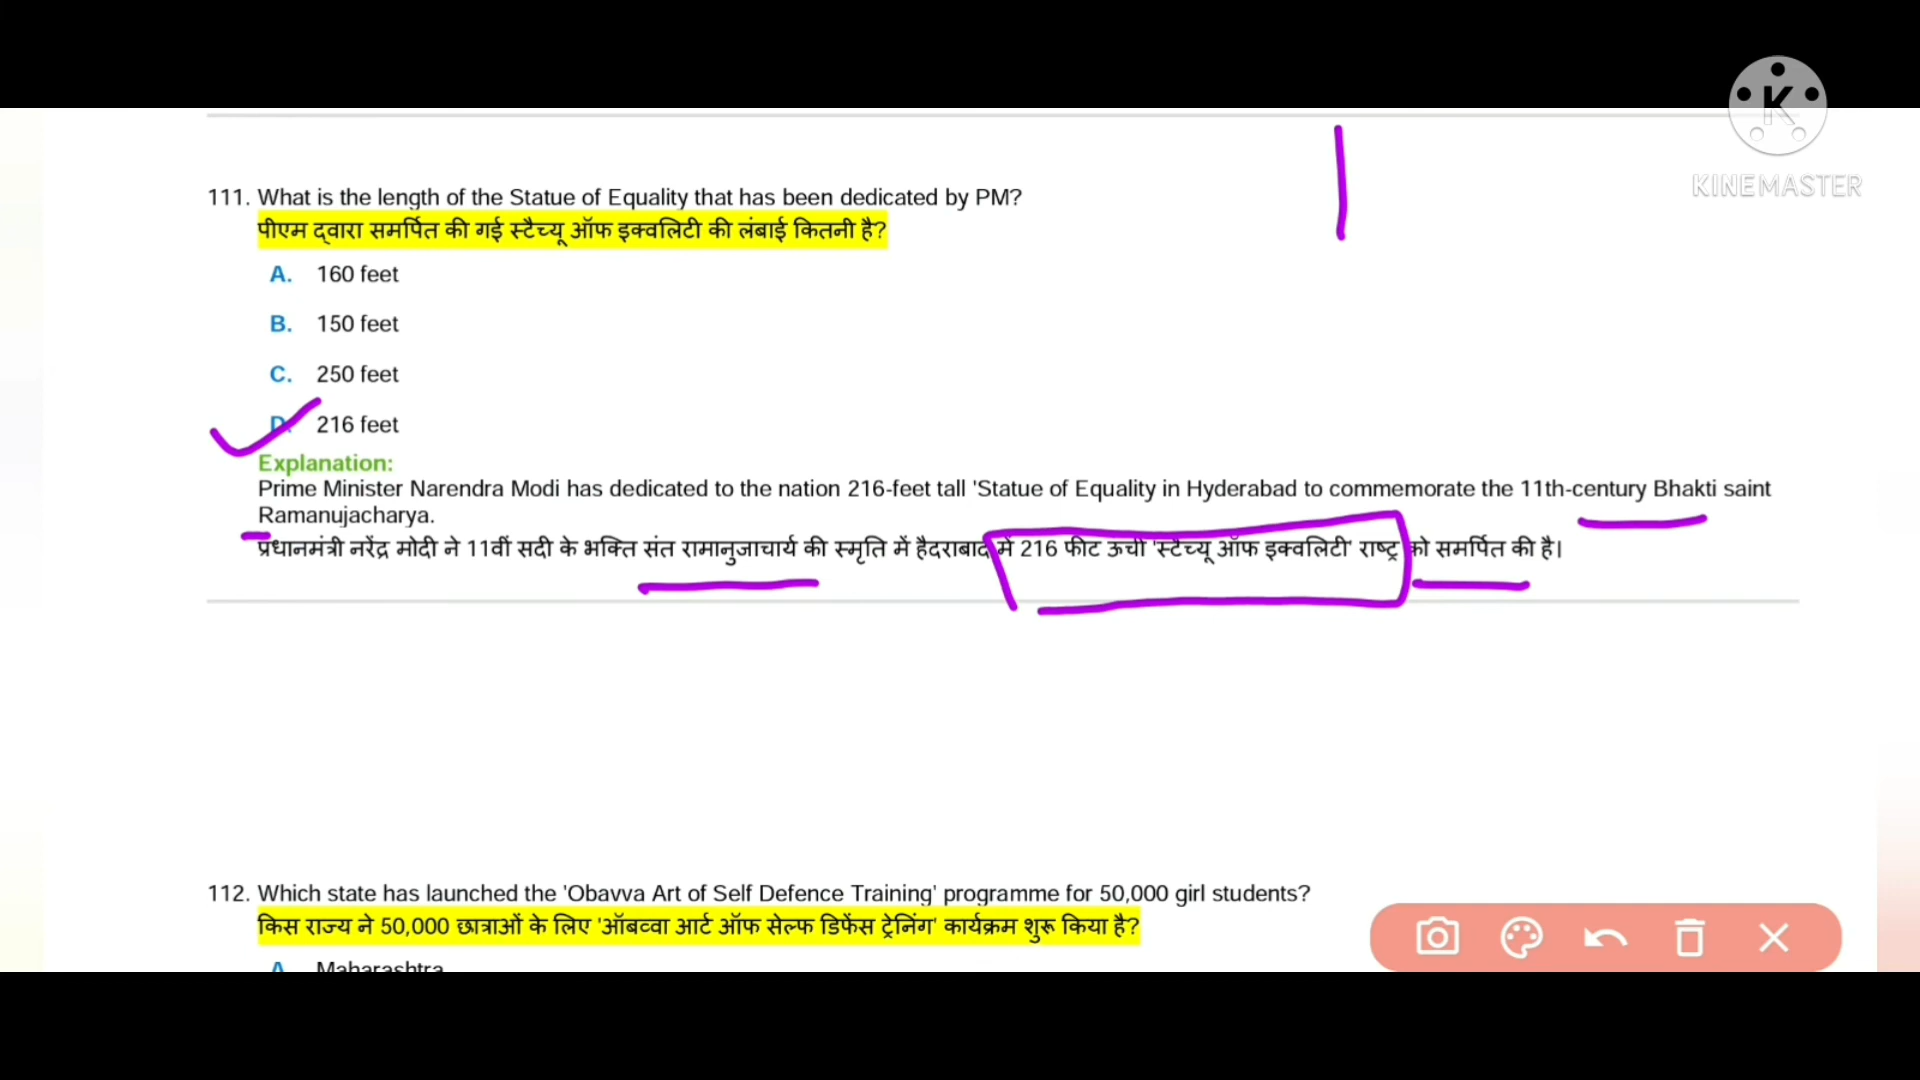 K
KINEMASTER
111. What is the length of the Statue of Equality that has been dedicated by PM?
पीएम द्वारा समर्पित की गई स्टैच्यू ऑफ इक्वलिटी की लंबाई कितनी है?
A. 160 feet
B. 150 feet
C. 250 feet
D. 216 feet
Explanation:
Prime Minister Narendra Modi has dedicated to the nation 216-feet tall 'Statue of Equality in Hyderabad to commemorate the 11th-century Bhakti saint
Ramanujacharya.
प्रधानमंत्री नरेंद्र मोदी ने 11वीं सदी के भक्ति संत रामानुजाचार्य की स्मृति में हैदराबाद में 216 फीट ऊंची 'स्टैच्यू ऑफ इक्वलिटी' राष्ट्र को समर्पित की है।
112. Which state has launched the 'Obavva Art of Self Defence Training' programme for 50,000 girl students?
किस राज्य ने 50,000 छात्राओं के लिए 'ऑबव्वा आर्ट ऑफ सेल्फ डिफेंस ट्रेनिंग' कार्यक्रम शुरू किया है?
A. Maharashtra